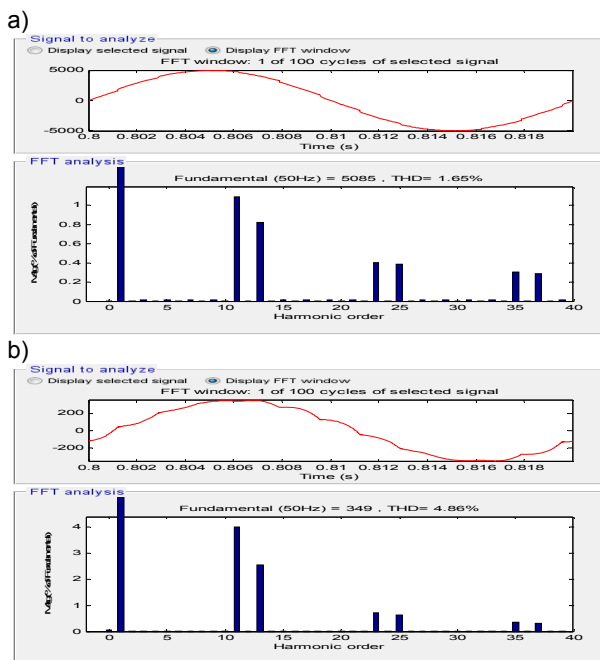 a)
Signal to analyze
Display selected signal Display FFT window
FFT window: 1 of 100 cycles of selected signal
5000
0
-5000
0.8 0.802 0.804 0.806 0.808 0.81 0.812 0.814 0.816 0.818
Time (s)
FFT analysis
Fundamental (50Hz) = 5085 , THD= 1.65%
1
0.8
0.6
0.4
0.2
0
Mag (% of Fundamental)
0 5 10 15 20 25 30 35 40
Harmonic order
b)
Signal to analyze
Display selected signal Display FFT window
FFT window: 1 of 100 cycles of selected signal
200
0
-200
0.8 0.802 0.804 0.806 0.808 0.81 0.812 0.814 0.816 0.818
Time (s)
FFT analysis
Fundamental (50Hz) = 349 , THD= 4.86%
4
3
2
1
0
Mag (% of Fundamental)
0 5 10 15 20 25 30 35 40
Harmonic order